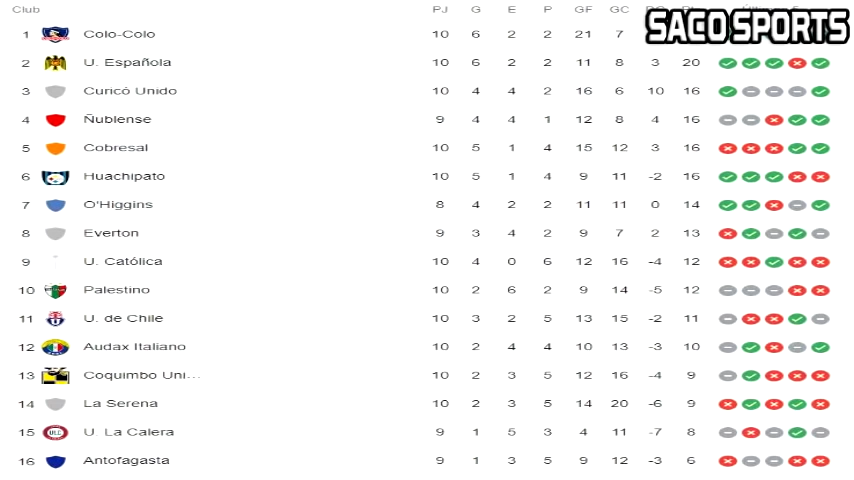 Club PJ G E P GF GC
SACO SPORTS
1 Colo-Colo 10 6 2 2 21 7
2 U. Española 10 6 2 2 11 8 3 20
3 Curicó Unido 10 4 4 2 16 6 10 16
4 Ñublense 9 4 4 1 12 8 4 16
5 Cobresal 10 5 1 4 15 12 3 16
6 Huachipato 10 5 1 4 9 11 -2 16
7 O'Higgins 8 4 2 2 11 11 0 14
8 Everton 9 3 4 2 9 7 2 13
9 U. Católica 10 4 0 6 12 16 -4 12
10 Palestino 10 2 6 2 9 14 -5 12
11 U. de Chile 10 3 2 5 13 15 -2 11
12 Audax Italiano 10 2 4 4 10 13 -3 10
13 Coquimbo Uni... 10 2 3 5 12 16 -4 9
14 La Serena 10 2 3 5 14 20 -6 9
15 U. La Calera 9 1 5 3 4 11 -7 8
16 Antofagasta 9 1 3 5 9 12 -3 6